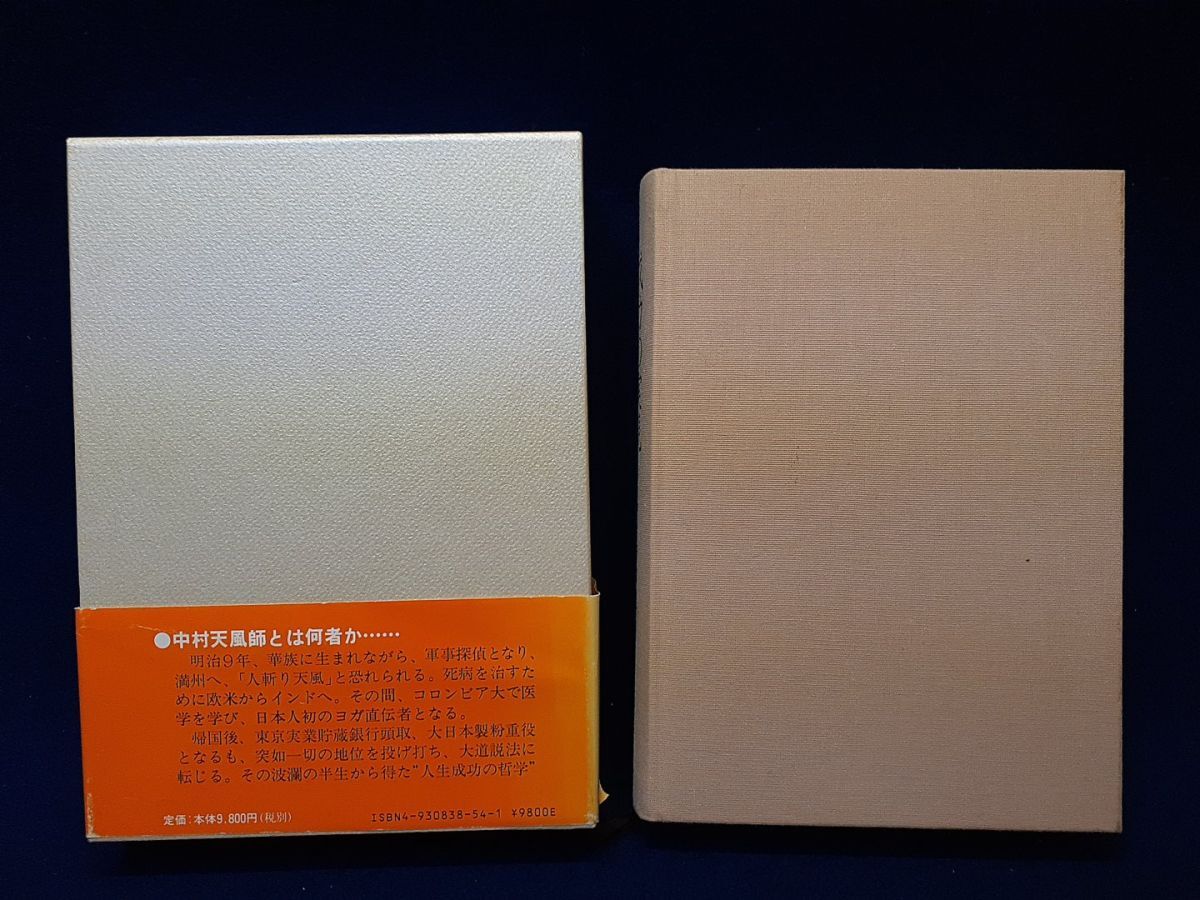 ●中村天風師とは何者か……
明治9年、華族に生まれながら、軍事探偵となり、
満州へ、「人斬り天風」と恐れられる。死病を治すた
めに欧米からインドへ。その間、コロンビア大で医
学を学び、日本人初のヨガ直伝者となる。
帰国後、東京実業貯蔵銀行頭取、大日本製粉重役
となるも、突如一切の地位を投げ打ち、大道説法に
転じる。その波瀾の半生から得た"人生成功の哲学"
定価:本体9,800円(税別)
ISBN4-930838-54-1 ¥9800E